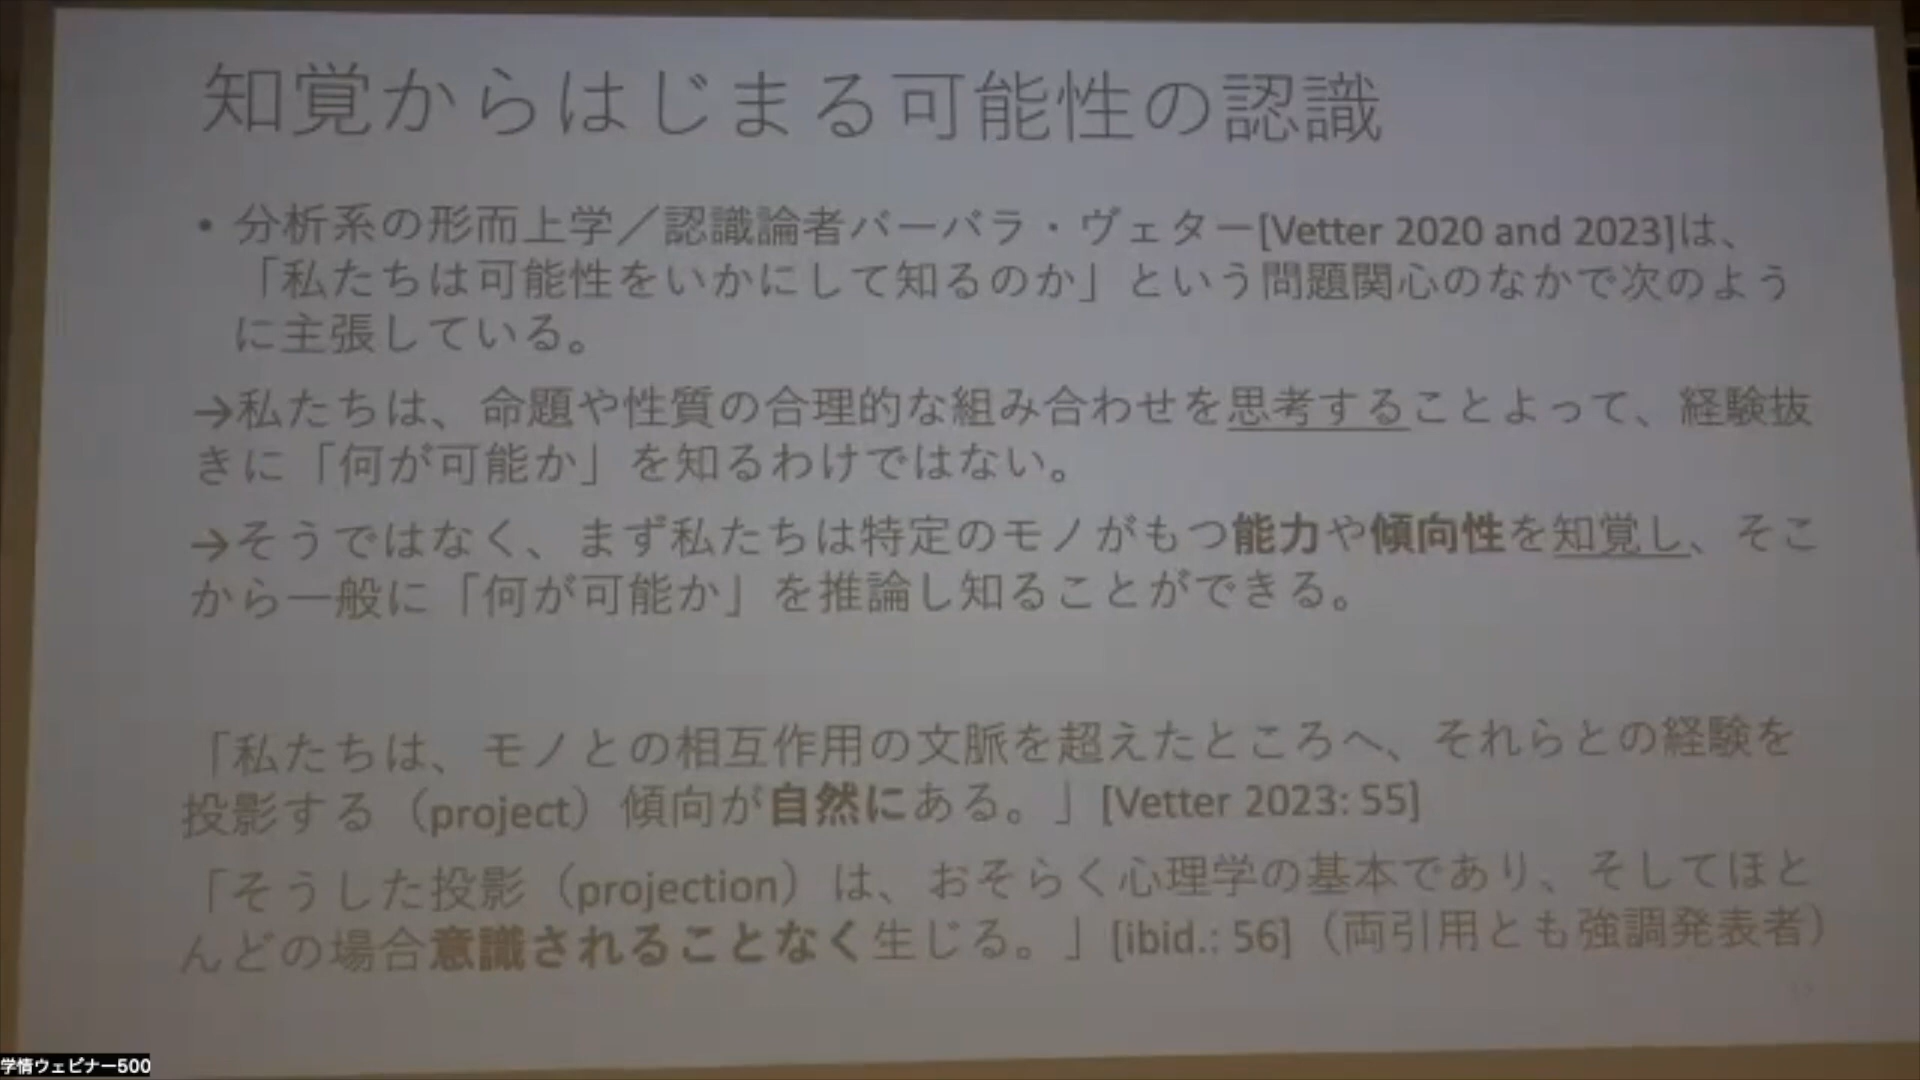 知覚からはじまる可能性の認識
• 分析系の形而上学／認識論者バーバラ・ヴェター[Vetter 2020 and 2023]は、
「私たちは可能性をいかにして知るのか」という問題関心のなかで次のよう
に主張している。
→私たちは、命題や性質の合理的な組み合わせを思考することよって、経験抜
きに「何が可能か」を知るわけではない。
→そうではなく、まず私たちは特定のモノがもつ能力や傾向性を知覚し、そこ
から一般に「何が可能か」を推論し知ることができる。
「私たちは、モノとの相互作用の文脈を超えたところへ、それらとの経験を
投影する（project）傾向が自然にある。」[Vetter 2023: 55]
「そうした投影（projection）は、おそらく心理学の基本であり、そしてほと
んどの場合意識されることなく生じる。」[ibid.: 56]（両引用とも強調発表者）
学情ウェビナー500